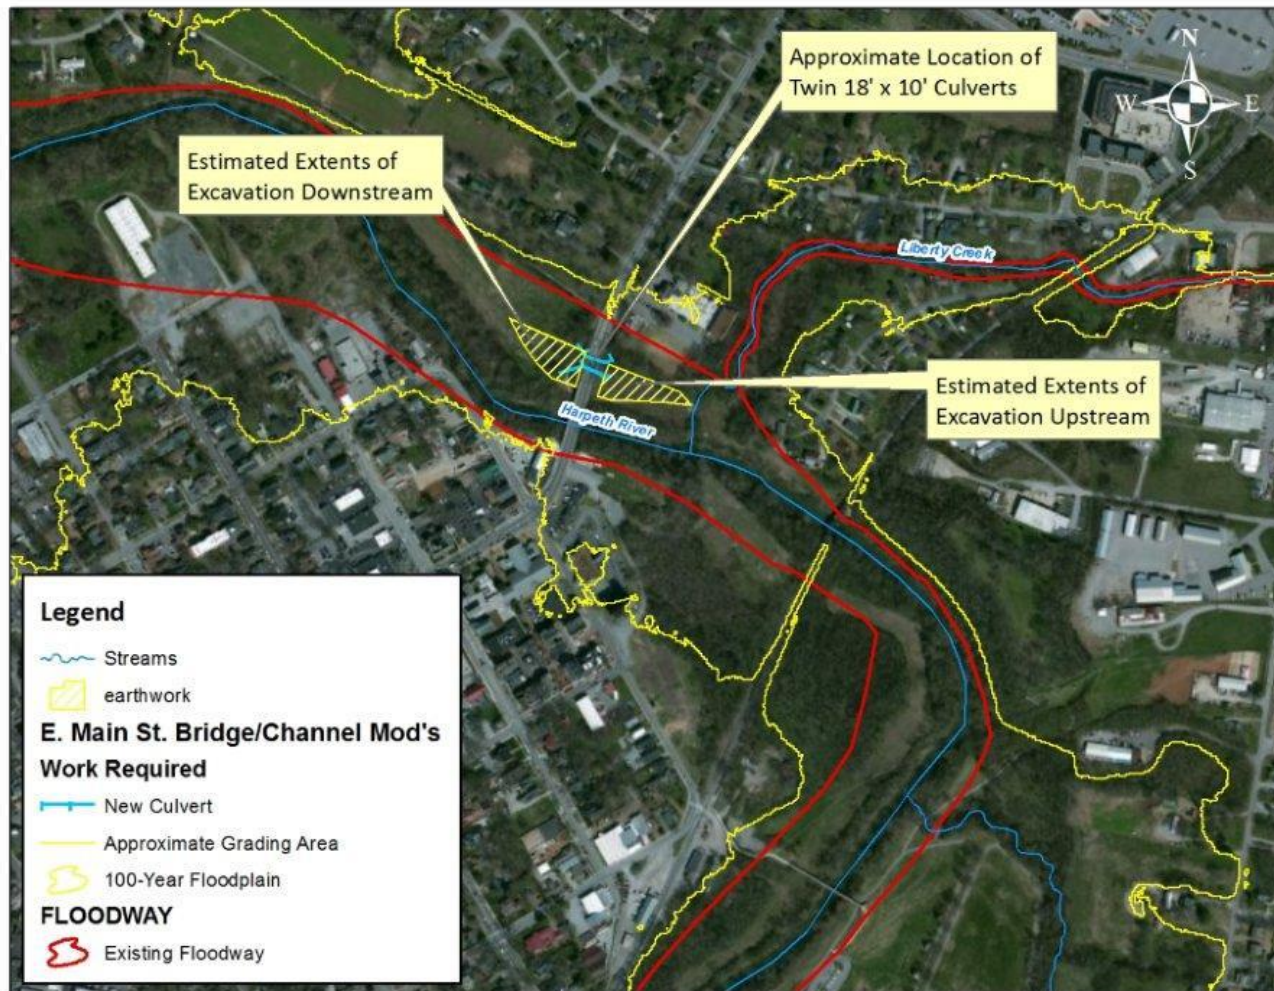 Approximate Location of
Twin 18' x 10' Culverts
N
W
E
S
Estimated Extents of
Excavation Downstream
Liberty Creek
Estimated Extents of
Excavation Upstream
Harpeth River
Legend
Streams
earthwork
E. Main St. Bridge/Channel Mod's
Work Required
New Culvert
Approximate Grading Area
100-Year Floodplain
FLOODWAY
Existing Floodway